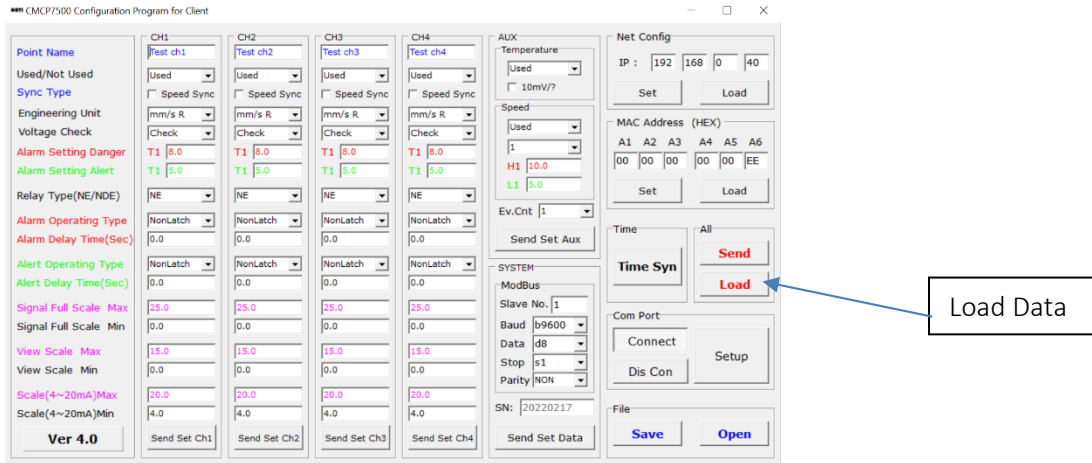 CMCP7500 Configuration Program for Client
CH1 CH2 CH3 CH4 AUX Net Config
Point Name Test ch1 Test ch2 Test ch3 Test ch4
Used/Not Used Used Used Used Used
Sync Type Speed Sync Speed Sync Speed Sync Speed Sync
Engineering Unit mm/s R mm/s R mm/s R mm/s R
Voltage Check Check Check Check Check
Alarm Setting Danger T1 8.0 T1 8.0 T1 8.0 T1 8.0
Alarm Setting Alert T1 5.0 T1 5.0 T1 5.0 T1 5.0
Relay Type(NE/NDE) NE NE NE NE
Alarm Operating Type NonLatch NonLatch NonLatch NonLatch
Alarm Delay Time(Sec) 0.0 0.0 0.0 0.0
Alert Operating Type NonLatch NonLatch NonLatch NonLatch
Alert Delay Time(Sec) 0.0 0.0 0.0 0.0
Signal Full Scale Max 25.0 25.0 25.0 25.0
Signal Full Scale Min 0.0 0.0 0.0 0.0
View Scale Max 15.0 15.0 15.0 15.0
View Scale Min 0.0 0.0 0.0 0.0
Scale(4~20mA)Max 20.0 20.0 20.0 20.0
Scale(4~20mA)Min 4.0 4.0 4.0 4.0
Ver 4.0 Send Set Ch1 Send Set Ch2 Send Set Ch3 Send Set Ch4
Temperature
Used
10mV/?
Speed
Used
1
H1 10.0
L1 5.0
Ev.Cnt 1
Send Set Aux
SYSTEM
ModBus
Slave No. 1
Baud b9600
Data d8
Stop s1
Parity NON
SN: 20220217
Send Set Data
IP : 192 168 0 40
Set Load
MAC Address (HEX)
A1 A2 A3 A4 A5 A6
00 00 00 00 00 EE
Set Load
Time All
Time Syn Send
Load
Com Port
Connect
Dis Con
Setup
File
Save Open
Load Data